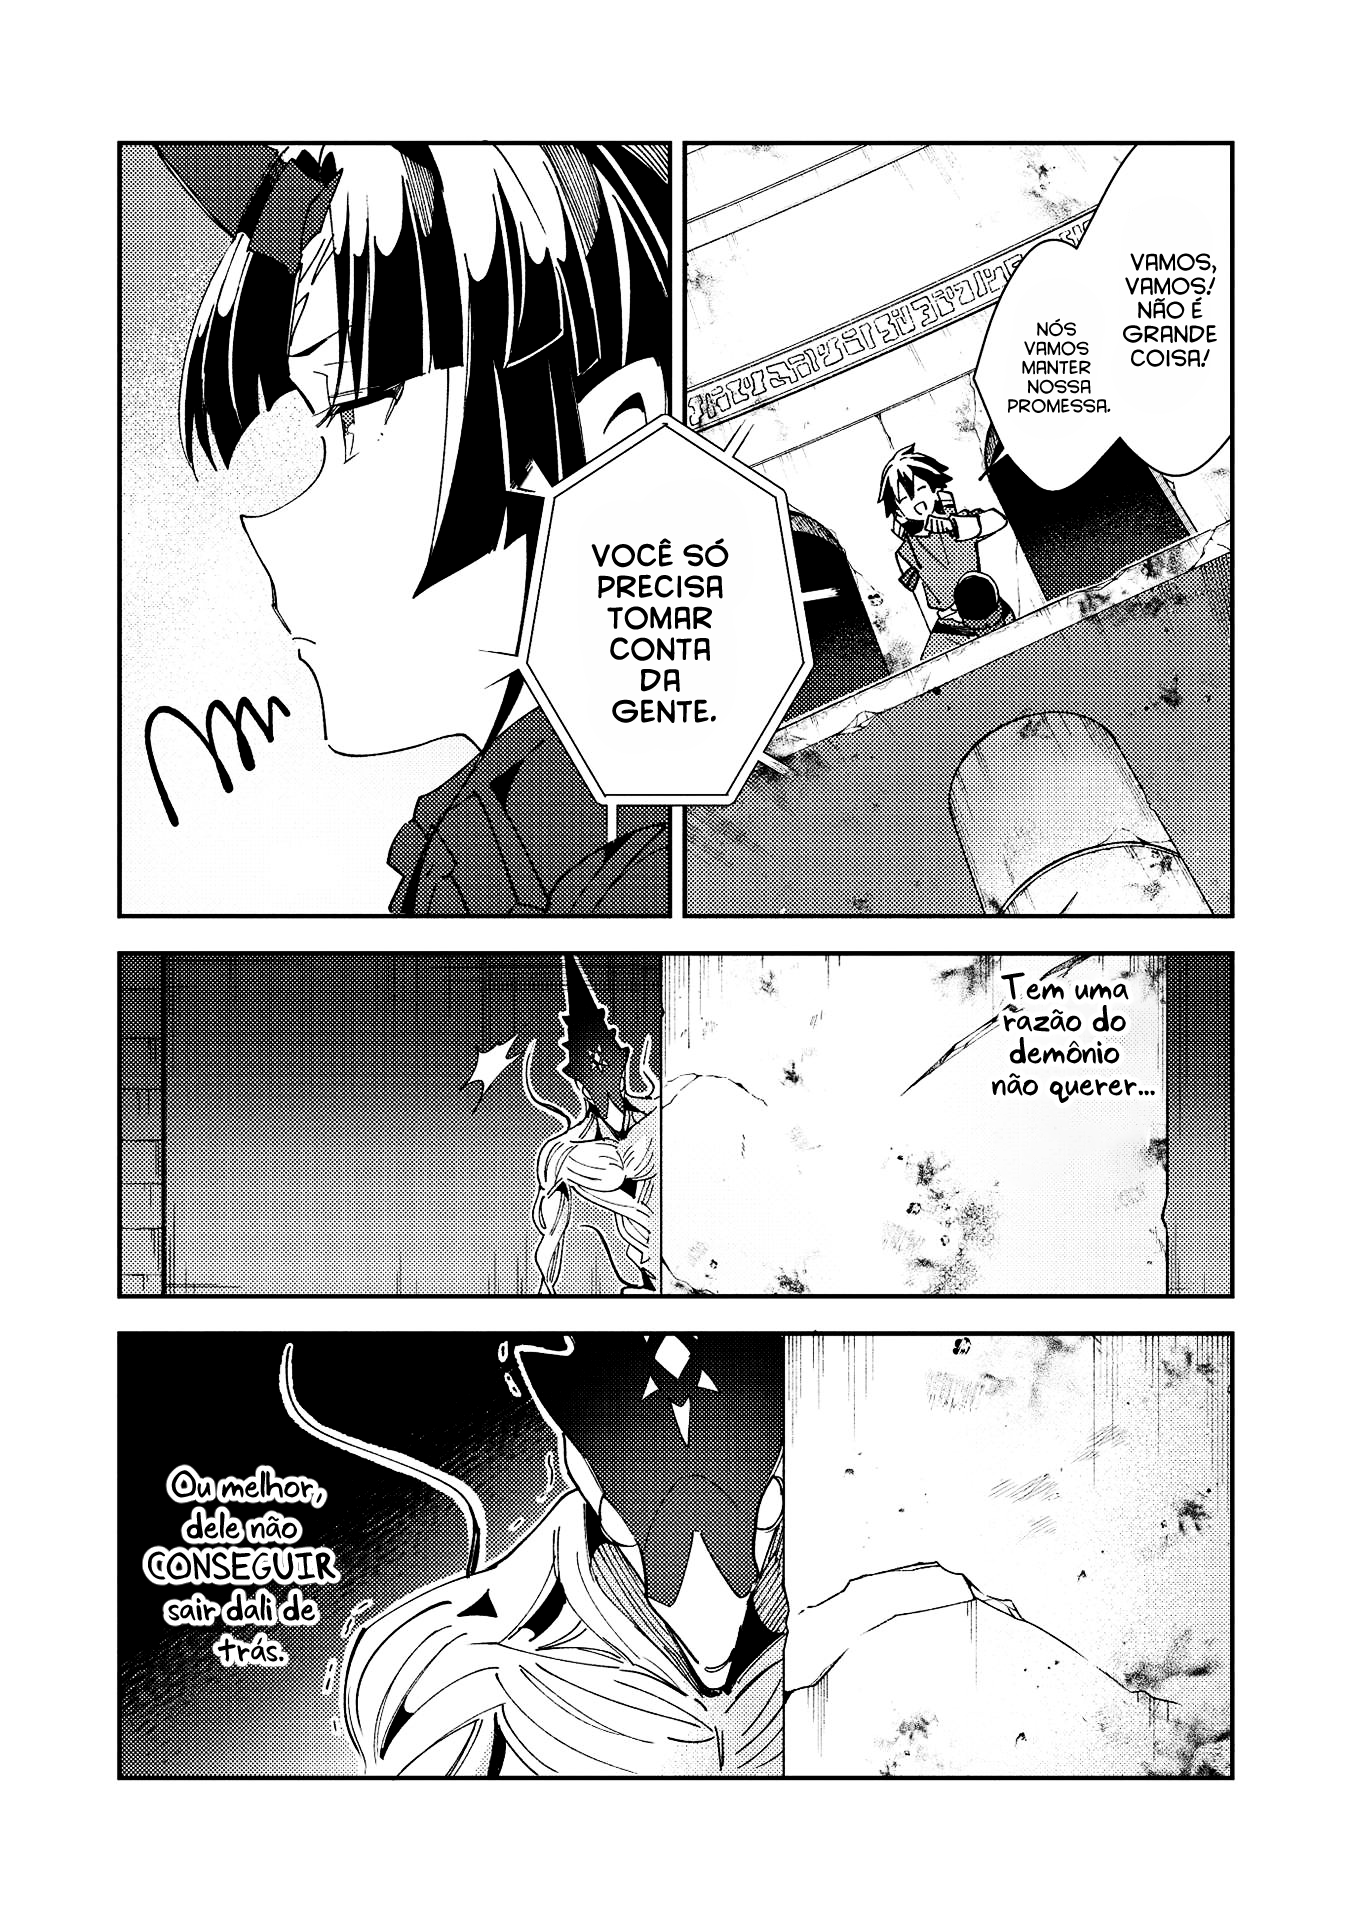 VAMOS,
VAMOS!
NÃO É
GRANDE
COISA!
NÓS
VAMOS
MANTER
NOSSA
PROMESSA.
VOCÊ SÓ
PRECISA
TOMAR
CONTA
DA
GENTE.
Tem uma
razão do
demônio
não querer...
Ou melhor,
dele não
CONSEGUIR
sair dali de
trás.